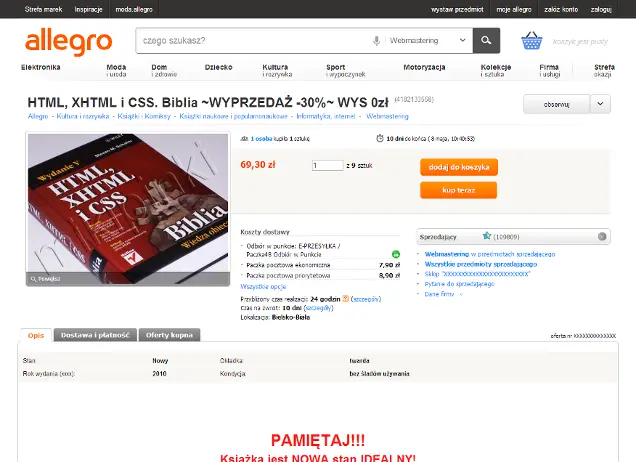 Strefa marek Inspiracje moda.allegro wystaw przedmiot moje allegro załóż konto zaloguj
allegro czego szukasz? Webmastering koszyk jest pusty
Elektronika Moda i uroda Dom i zdrowie Dziecko Kultura i rozrywka Sport i wypoczynek Motoryzacja Kolekcje i sztuka Firma i usługi Strefa okazji
HTML, XHTML i CSS. Biblia ~WYPRZEDAŻ -30%~ WYS 0zł (4182133568)
obserwuj
Allegro Kultura i rozrywka Książki i Komiksy Książki naukowe i popularnonaukowe Informatyka, internet Webmastering
1 osoba kupiła 1 sztukę 10 dni do końca ( 8 maja, 10:40:53)
69,30 zł 1 z 9 sztuk dodaj do koszyka
kup teraz
Wydanie V
HTML,
XHTML
i CSS
Biblia
Powiększ
Koszty dostawy
Odbiór w punkcie: E-PRZESYŁKA /
Paczka48 Odbiór w Punkcie
Paczka pocztowa ekonomiczna 7,90 zł
Paczka pocztowa priorytetowa 8,90 zł
Wszystkie opcje
Przybliżony czas realizacji: 24 godzin (szczegóły)
Czas na zwrot: 10 dni (szczegóły)
Lokalizacja: Bielsko-Biała
Sprzedający (109809)
Webmastering w przedmiotach sprzedającego
Wszystkie przedmioty sprzedającego
Pytanie do sprzedającego
Dane firmy
Opis Dostawa i płatność Oferty kupna
Stan: Nowy Okładka: twarda
Rok wydania (xxxx): 2010 Kondycja: bez śladów używania
PAMIĘTAJ!!!
Książka jest NOWA stan IDEALNY!